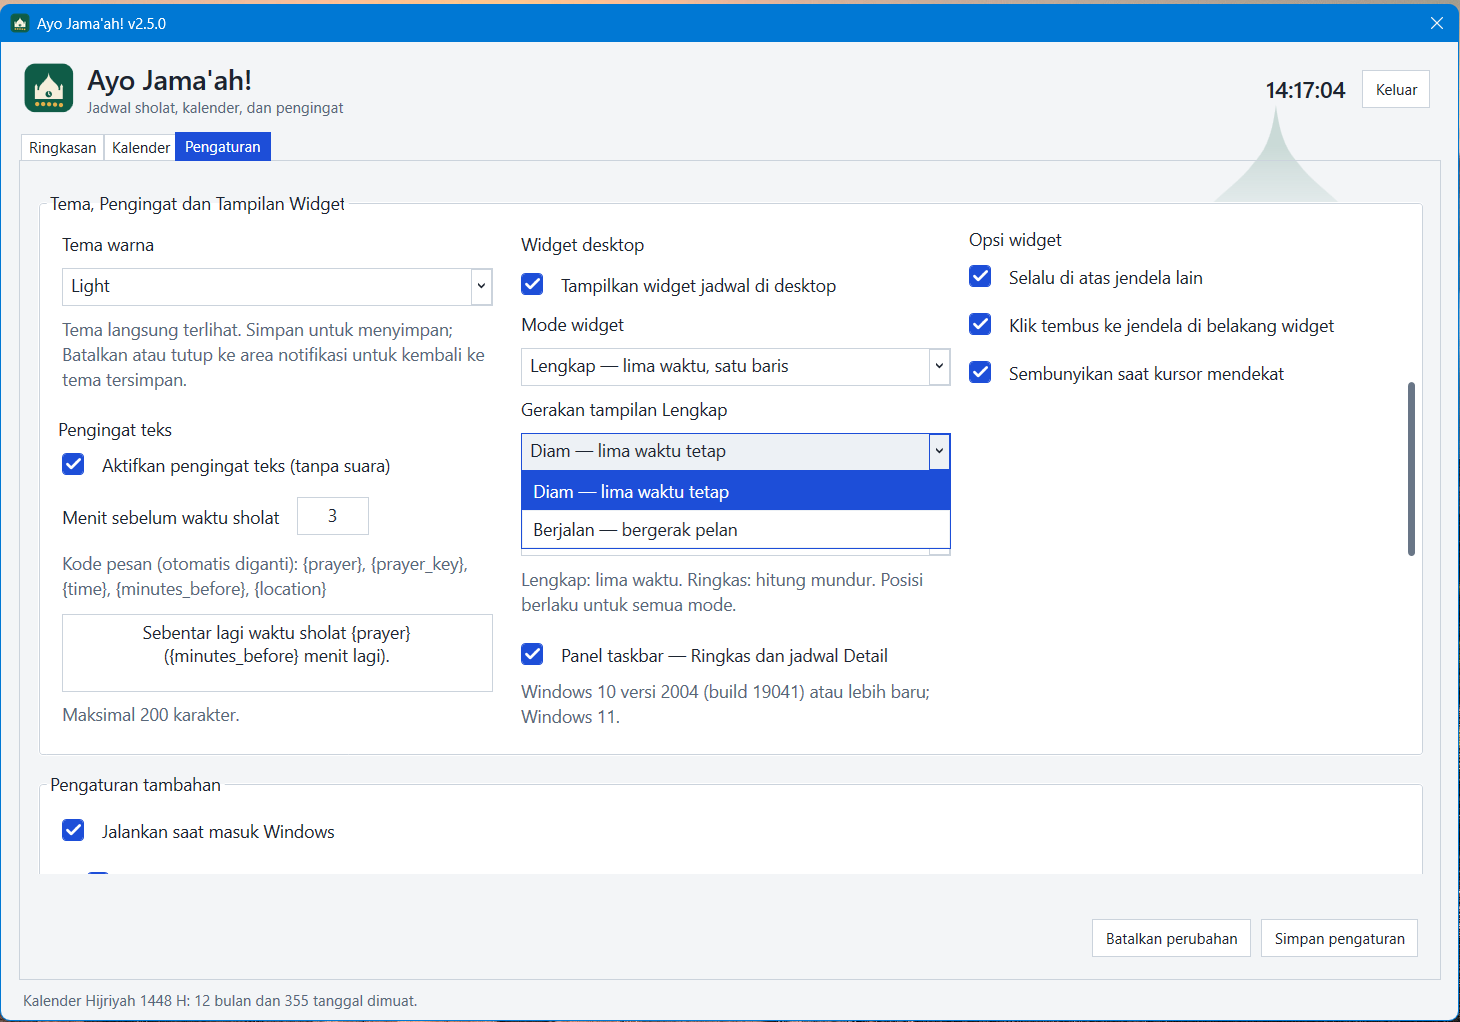 Ayo Jama'ah! v2.5.0
Ayo Jama'ah!
Jadwal sholat, kalender, dan pengingat
14:17:04
Keluar
Ringkasan
Kalender
Pengaturan
Tema, Pengingat dan Tampilan Widget
Tema warna
Light
Tema langsung terlihat. Simpan untuk menyimpan;
Batalkan atau tutup ke area notifikasi untuk kembali ke
tema tersimpan.
Pengingat teks
Aktifkan pengingat teks (tanpa suara)
Menit sebelum waktu sholat
3
Kode pesan (otomatis diganti): {prayer}, {prayer_key},
{time}, {minutes_before}, {location}
Sebentar lagi waktu sholat {prayer}
({minutes_before} menit lagi).
Maksimal 200 karakter.
Widget desktop
Tampilkan widget jadwal di desktop
Mode widget
Lengkap — lima waktu, satu baris
Gerakan tampilan Lengkap
Diam — lima waktu tetap
Diam — lima waktu tetap
Berjalan — bergerak pelan
Lengkap: lima waktu. Ringkas: hitung mundur. Posisi
berlaku untuk semua mode.
Panel taskbar — Ringkas dan jadwal Detail
Windows 10 versi 2004 (build 19041) atau lebih baru;
Windows 11.
Opsi widget
Selalu di atas jendela lain
Klik tembus ke jendela di belakang widget
Sembunyikan saat kursor mendekat
Pengaturan tambahan
Jalankan saat masuk Windows
Batalkan perubahan
Simpan pengaturan
Kalender Hijriyah 1448 H: 12 bulan dan 355 tanggal dimuat.